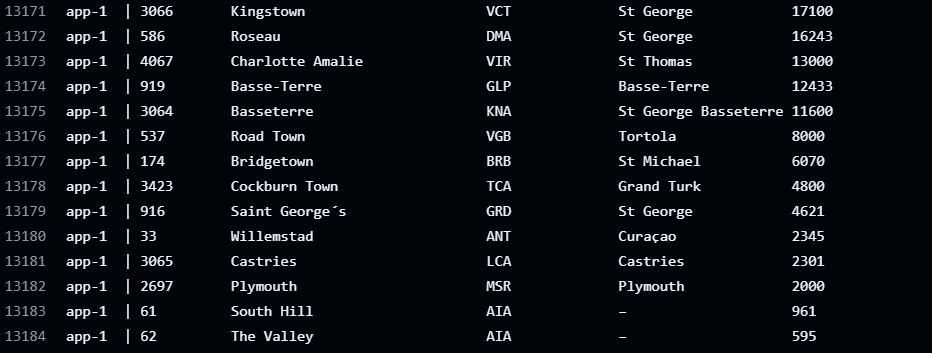 13171 app-1 | 3066 Kingstown VCT St George 17100
13172 app-1 | 586 Roseau DMA St George 16243
13173 app-1 | 4067 Charlotte Amalie VIR St Thomas 13000
13174 app-1 | 919 Basse-Terre GLP Basse-Terre 12433
13175 app-1 | 3064 Basseterre KNA St George Basseterre 11600
13176 app-1 | 537 Road Town VGB Tortola 8000
13177 app-1 | 174 Bridgetown BRB St Michael 6070
13178 app-1 | 3423 Cockburn Town TCA Grand Turk 4800
13179 app-1 | 916 Saint George´s GRD St George 4621
13180 app-1 | 33 Willemstad ANT Curaçao 2345
13181 app-1 | 3065 Castries LCA Castries 2301
13182 app-1 | 2697 Plymouth MSR Plymouth 2000
13183 app-1 | 61 South Hill AIA – 961
13184 app-1 | 62 The Valley AIA – 595